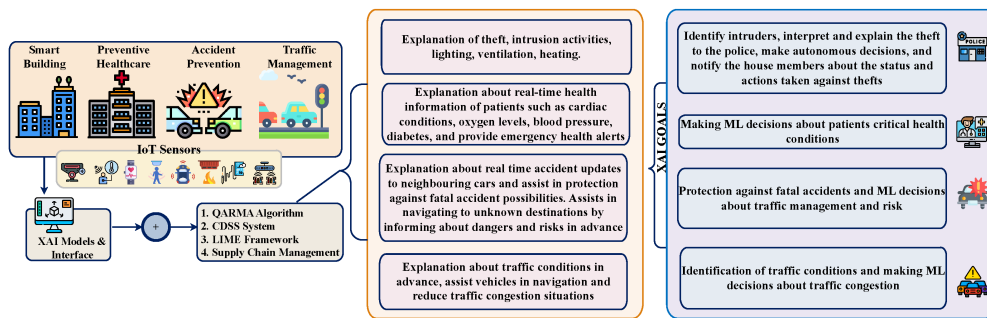 Smart
Building
Preventive
Healthcare
Accident
Prevention
Traffic
Management
IoT Sensors
XAI Models &
Interface
+
1. QARMA Algorithm
2. CDSS System
3. LIME Framework
4. Supply Chain Management
Explanation of theft, intrusion activities,
lighting, ventilation, heating.
Explanation about real-time health
information of patients such as cardiac
conditions, oxygen levels, blood pressure,
diabetes, and provide emergency health alerts
Explanation about real time accident updates
to neighbouring cars and assist in protection
against fatal accident possibilities. Assists in
navigating to unknown destinations by
informing about dangers and risks in advance
Explanation about traffic conditions in
advance, assist vehicles in navigation and
reduce traffic congestion situations
XAI GOALS
Identify intruders, interpret and explain the theft
to the police, make autonomous decisions, and
notify the house members about the status and
actions taken against thefts
POLICE
Making ML decisions about patients critical health
conditions
Protection against fatal accidents and ML decisions
about traffic management and risk
Identification of traffic conditions and making ML
decisions about traffic congestion